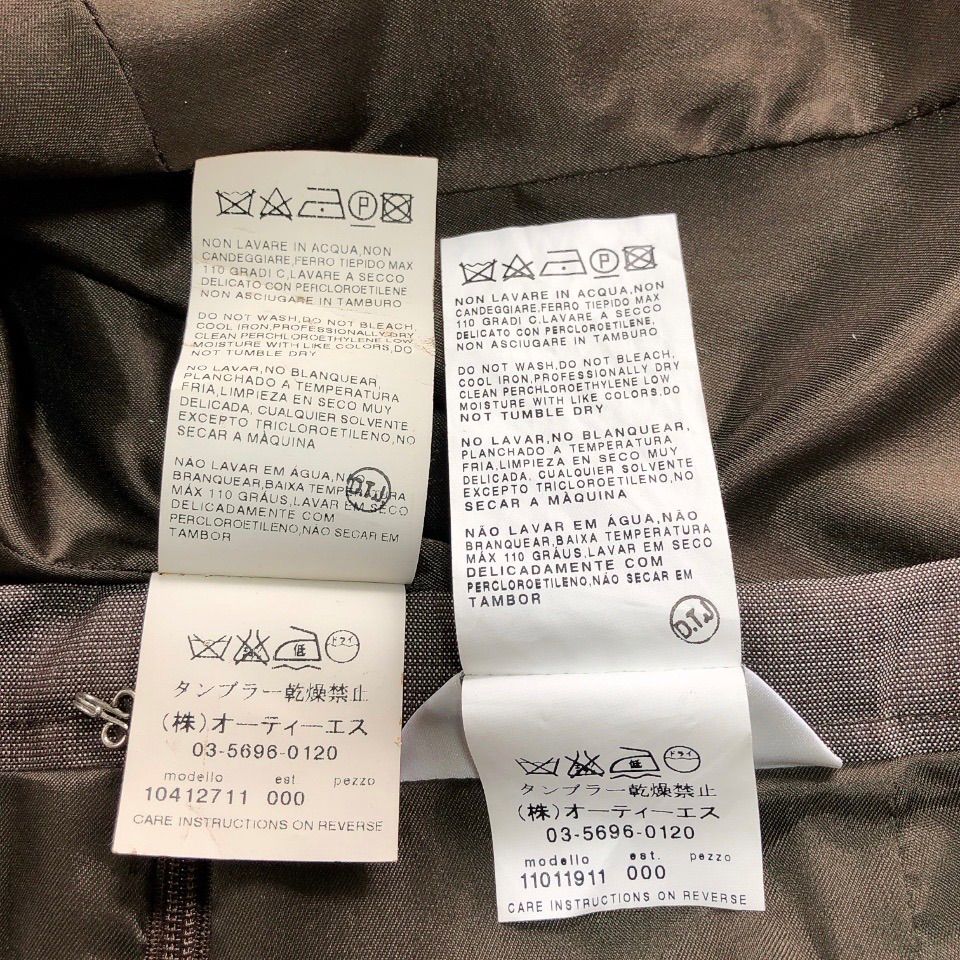 NON LAVARE IN ACQUA,NON
CANDEGGIARE,FERRO TIEPIDO MAX
110 GRADI C,LAVARE A SECCO
DELICATO CON PERCLOROETILENE
NON ASCIUGARE IN TAMBURO
DO NOT WASH,DO NOT BLEACH,
COOL IRON,PROFESSIONALLY DRY
CLEAN PERCHLOROETHYLENE LOW
MOISTURE WITH LIKE COLORS,DO
NOT TUMBLE DRY
NO LAVAR,NO BLANQUEAR,
PLANCHADO A TEMPERATURA
FRIA,LIMPIEZA EN SECO MUY
DELICADA, CUALQUIER SOLVENTE
EXCEPTO TRICLOROETILENO,NO
SECAR A MÀQUINA
NÃO LAVAR EM ÁGUA,NÃO
BRANQUEAR,BAIXA TEMPERATURA
MÁX 110 GRÁUS,LAVAR EM SECO
DELICADAMENTE COM
PERCLOROETILENO,NÃO SECAR EM
TAMBOR
D.T.J
低 ドライ
タンブラー乾燥禁止
(株)オーティーエス
03-5696-0120
modello est. pezzo
10412711 000
CARE INSTRUCTIONS ON REVERSE
P
NON LAVARE IN ACQUA,NON
CANDEGGIARE,FERRO TIEPIDO MAX
110 GRADI C,LAVARE A SECCO
DELICATO CON PERCLOROETILENE,
NON ASCIUGARE IN TAMBURO
DO NOT WASH,DO NOT BLEACH,
COOL IRON,PROFESSIONALLY DRY
CLEAN PERCHLOROETHYLENE LOW
MOISTURE WITH LIKE COLORS,DO
NOT TUMBLE DRY
NO LAVAR,NO BLANQUEAR,
PLANCHADO A TEMPERATURA
FRIA,LIMPIEZA EN SECO MUY
DELICADA, CUALQUIER SOLVENTE
EXCEPTO TRICLOROETILENO,NO
SECAR A MÀQUINA
NÃO LAVAR EM ÁGUA,NÃO
BRANQUEAR,BAIXA TEMPERATURA
MÁX 110 GRÁUS,LAVAR EM SECO
DELICADAMENTE COM
PERCLOROETILENO,NÃO SECAR EM
TAMBOR
D.T.J
低 ドライ
タンブラー乾燥禁止
(株)オーティーエス
03-5696-0120
modello est. pezzo
11011911 000
CARE INSTRUCTIONS ON REVERSE